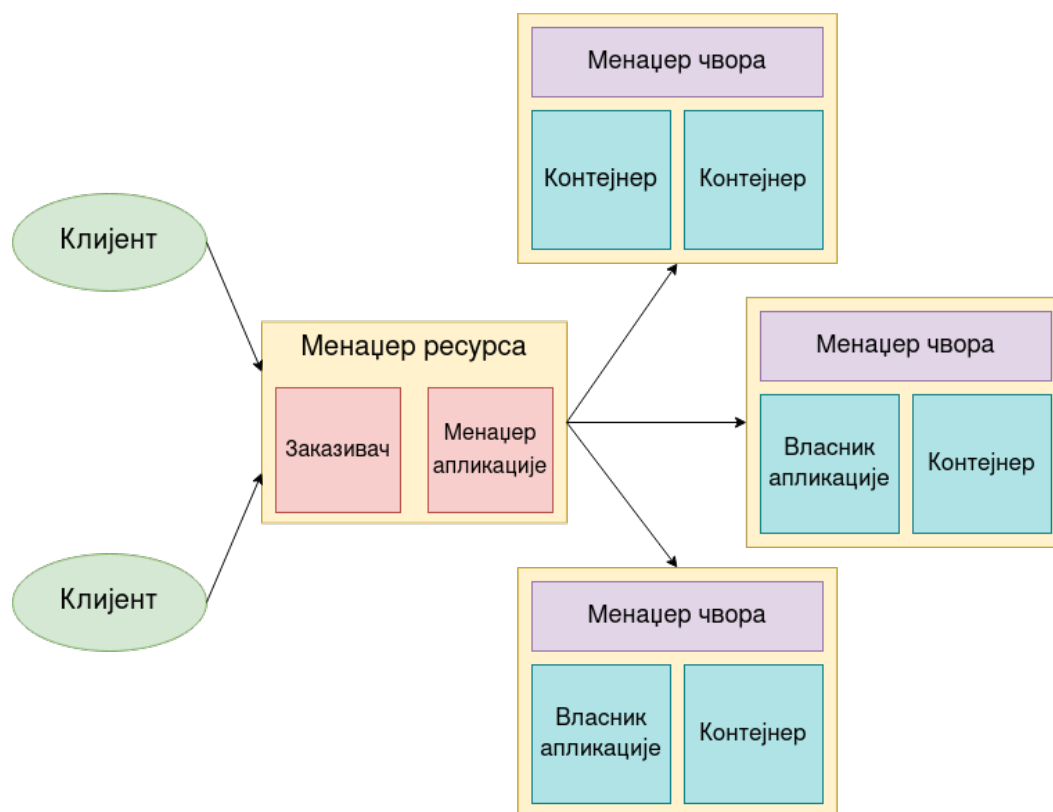 Менаџер чвора
Контејнер
Контејнер
Клијент
Менаџер ресурса
Заказивач
Менаџер
апликације
Менаџер чвора
Власник
апликације
Контејнер
Клијент
Менаџер чвора
Власник
апликације
Контејнер